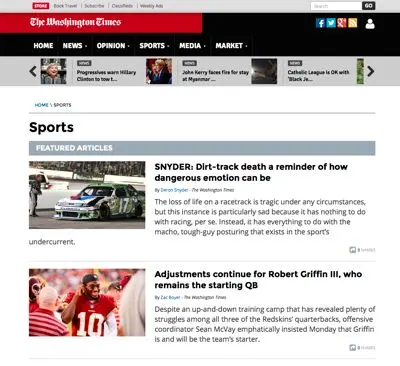 STORE Book Travel | Subscribe | Classifieds | Weekly Ads Search GO
The Washington Times
HOME NEWS OPINION SPORTS MEDIA MARKET
NEWS NEWS NEWS
Progressives warn Hillary John Kerry faces fire for stay Catholic League is OK with
Clinton to tow t... at Myanmar ... 'Black Je...
HOME \ SPORTS
Sports
FEATURED ARTICLES
SNYDER: Dirt-track death a reminder of how
dangerous emotion can be
By Deron Snyder - The Washington Times
The loss of life on a racetrack is tragic under any circumstances,
but this instance is particularly sad because it has nothing to do
with racing, per se. Instead, it has everything to do with the
macho, tough-guy posturing that exists in the sport's
undercurrent.
0 SHARES
Adjustments continue for Robert Griffin III, who
remains the starting QB
By Zac Boyer - The Washington Times
Despite an up-and-down training camp that has revealed plenty of
struggles among all three of the Redskins' quarterbacks, offensive
coordinator Sean McVay emphatically insisted Monday that Griffin
is and will be the team's starter.
0 SHARES
10